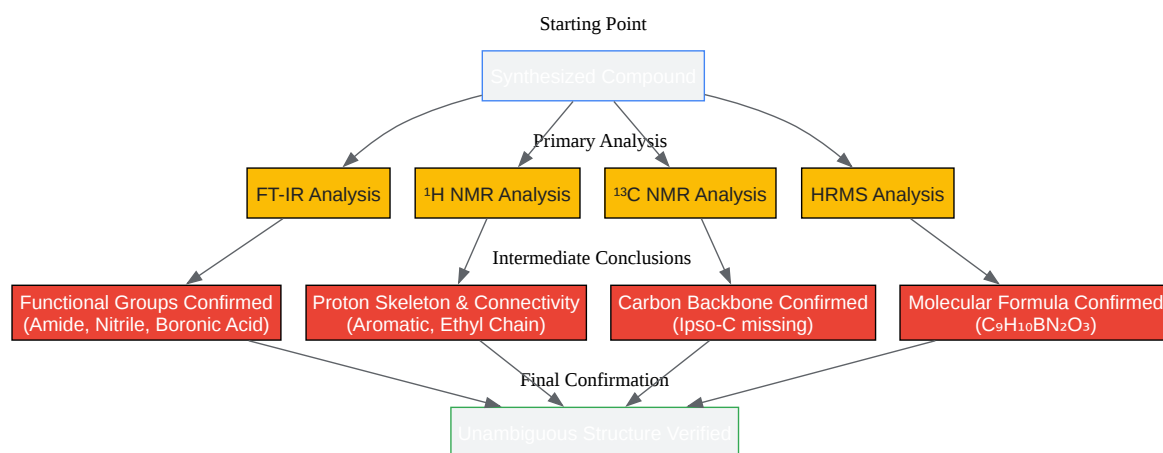 Starting Point
Synthesized Compound
Primary Analysis
FT-IR Analysis
¹H NMR Analysis
¹³C NMR Analysis
HRMS Analysis
Intermediate Conclusions
Functional Groups Confirmed
(Amide, Nitrile, Boronic Acid)
Proton Skeleton & Connectivity
(Aromatic, Ethyl Chain)
Carbon Backbone Confirmed
(Ipso-C missing)
Molecular Formula Confirmed
(C₉H₁₀BN₂O₃)
Final Confirmation
Unambiguous Structure Verified